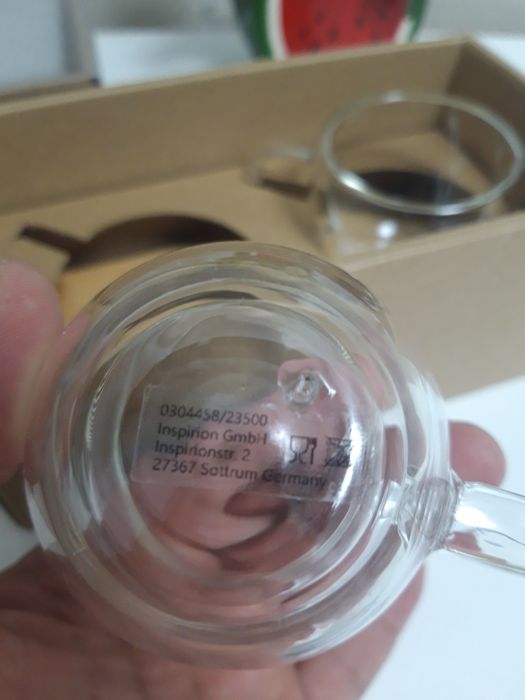 0304458/23500
Inspirion GmbH
Inspirionstr. 2
27367 Sottrum Germany